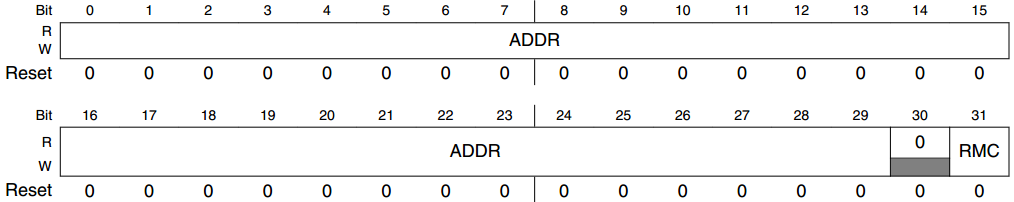 Bit 0 1 2 3 4 5 6 7 8 9 10 11 12 13 14 15
R
ADDR
W
Reset 0 0 0 0 0 0 0 0 0 0 0 0 0 0 0 0
Bit 16 17 18 19 20 21 22 23 24 25 26 27 28 29 30 31
R 0
ADDR RMC
W
Reset 0 0 0 0 0 0 0 0 0 0 0 0 0 0 0 0